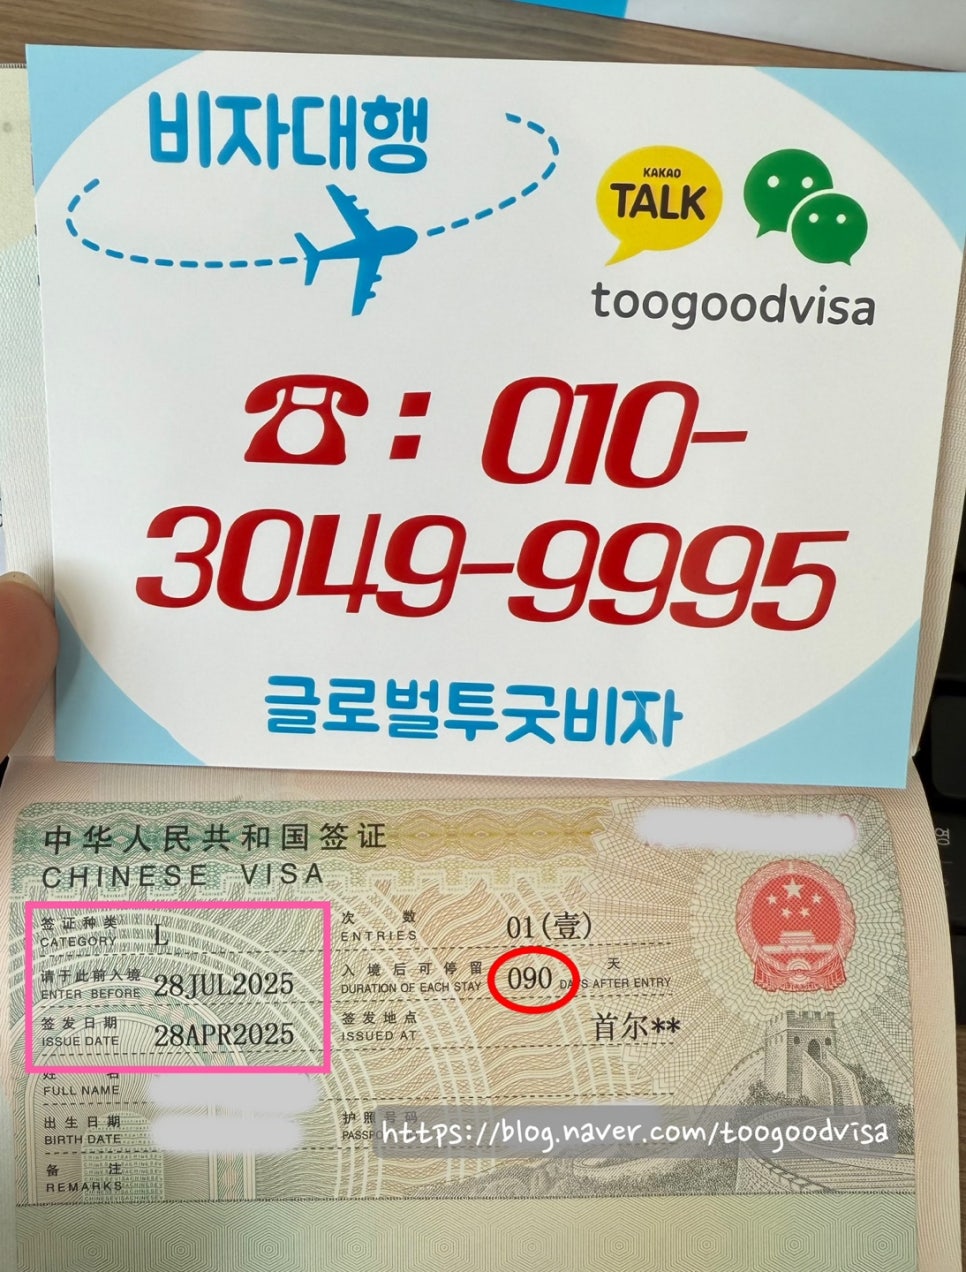 비자대행
KAKAO
TALK
toogoodvisa
☎: 010-
3049-9995
글로벌투굿비자
中华人民共和国签证
CHINESE VISA
签证种类
CATEGORY
L
次 数
ENTRIES
01(壹)
请于此前入境
ENTER BEFORE
28JUL2025
入境后可停留
DURATION OF EACH STAY
090
天
DAYS AFTER ENTRY
签发日期
ISSUE DATE
28APR2025
签发地点
ISSUED AT
首尔**
姓 名
FULL NAME
出生日期
BIRTH DATE
护照号码
https://blog.naver.com/toogoodvisa
备 注
REMARKS